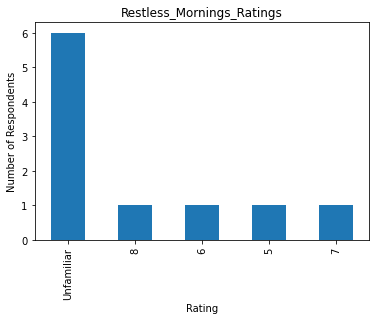 Restless_Mornings_Ratings
Number of Respondents
6
5
4
3
2
1
0
Unfamiliar
8
6
5
7
Rating